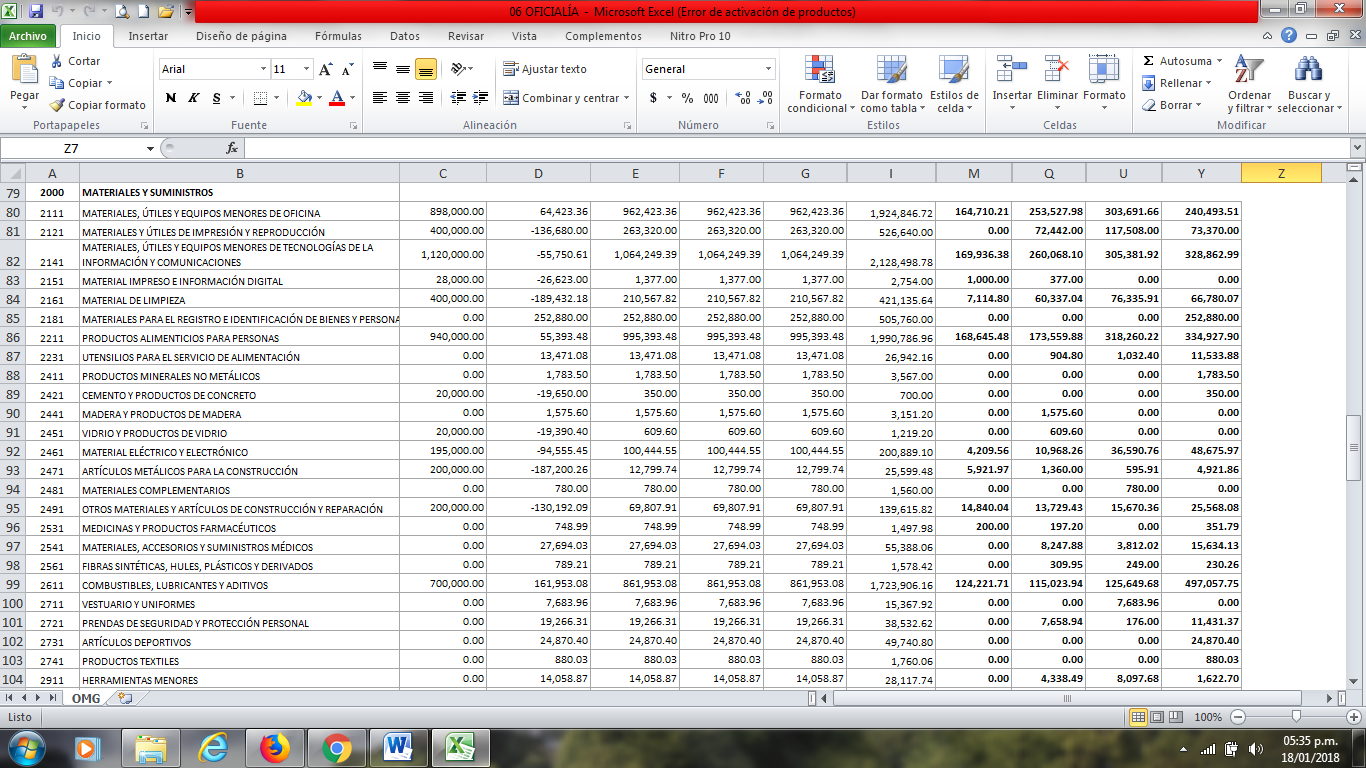 06 OFICIALÍA - Microsoft Excel (Error de activación de productos)
Archivo Inicio Insertar Diseño de página Fórmulas Datos Revisar Vista Complementos Nitro Pro 10
Pegar Cortar Copiar Copiar formato
Arial 11
N K S
Ajustar texto
Combinar y centrar
General
$ % 000
Formato condicional Dar formato como tabla Estilos de celda
Insertar Eliminar Formato
Σ Autosuma
Rellenar
Borrar
Ordenar y filtrar Buscar y seleccionar
Portapapeles Fuente Alineación Número Estilos Celdas Modificar
Z7 fx
A B C D E F G I M Q U Y Z
79 2000 MATERIALES Y SUMINISTROS
80 2111 MATERIALES, ÚTILES Y EQUIPOS MENORES DE OFICINA 898,000.00 64,423.36 962,423.36 962,423.36 962,423.36 1,924,846.72 164,710.21 253,527.98 303,691.66 240,493.51
81 2121 MATERIALES Y ÚTILES DE IMPRESIÓN Y REPRODUCCIÓN 400,000.00 -136,680.00 263,320.00 263,320.00 263,320.00 526,640.00 0.00 72,442.00 117,508.00 73,370.00
MATERIALES, ÚTILES Y EQUIPOS MENORES DE TECNOLOGÍAS DE LA
82 2141 INFORMACIÓN Y COMUNICACIONES 1,120,000.00 -55,750.61 1,064,249.39 1,064,249.39 1,064,249.39 2,128,498.78 169,936.38 260,068.10 305,381.92 328,862.99
83 2151 MATERIAL IMPRESO E INFORMACIÓN DIGITAL 28,000.00 -26,623.00 1,377.00 1,377.00 1,377.00 2,754.00 1,000.00 377.00 0.00 0.00
84 2161 MATERIAL DE LIMPIEZA 400,000.00 -189,432.18 210,567.82 210,567.82 210,567.82 421,135.64 7,114.80 60,337.04 76,335.91 66,780.07
85 2181 MATERIALES PARA EL REGISTRO E IDENTIFICACIÓN DE BIENES Y PERSONA 0.00 252,880.00 252,880.00 252,880.00 252,880.00 505,760.00 0.00 0.00 0.00 252,880.00
86 2211 PRODUCTOS ALIMENTICIOS PARA PERSONAS 940,000.00 55,393.48 995,393.48 995,393.48 995,393.48 1,990,786.96 168,645.48 173,559.88 318,260.22 334,927.90
87 2231 UTENSILIOS PARA EL SERVICIO DE ALIMENTACIÓN 0.00 13,471.08 13,471.08 13,471.08 13,471.08 26,942.16 0.00 904.80 1,032.40 11,533.88
88 2411 PRODUCTOS MINERALES NO METÁLICOS 0.00 1,783.50 1,783.50 1,783.50 1,783.50 3,567.00 0.00 0.00 0.00 1,783.50
89 2421 CEMENTO Y PRODUCTOS DE CONCRETO 20,000.00 -19,650.00 350.00 350.00 350.00 700.00 0.00 0.00 0.00 350.00
90 2441 MADERA Y PRODUCTOS DE MADERA 0.00 1,575.60 1,575.60 1,575.60 1,575.60 3,151.20 0.00 1,575.60 0.00 0.00
91 2451 VIDRIO Y PRODUCTOS DE VIDRIO 20,000.00 -19,390.40 609.60 609.60 609.60 1,219.20 0.00 609.60 0.00 0.00
92 2461 MATERIAL ELÉCTRICO Y ELECTRÓNICO 195,000.00 -94,555.45 100,444.55 100,444.55 100,444.55 200,889.10 4,209.56 10,968.26 36,590.76 48,675.97
93 2471 ARTÍCULOS METÁLICOS PARA LA CONSTRUCCIÓN 200,000.00 -187,200.26 12,799.74 12,799.74 12,799.74 25,599.48 5,921.97 1,360.00 595.91 4,921.86
94 2481 MATERIALES COMPLEMENTARIOS 0.00 780.00 780.00 780.00 780.00 1,560.00 0.00 0.00 780.00 0.00
95 2491 OTROS MATERIALES Y ARTÍCULOS DE CONSTRUCCIÓN Y REPARACIÓN 200,000.00 -130,192.09 69,807.91 69,807.91 69,807.91 139,615.82 14,840.04 13,729.43 15,670.36 25,568.08
96 2531 MEDICINAS Y PRODUCTOS FARMACÉUTICOS 0.00 748.99 748.99 748.99 748.99 1,497.98 200.00 197.20 0.00 351.79
97 2541 MATERIALES, ACCESORIOS Y SUMINISTROS MÉDICOS 0.00 27,694.03 27,694.03 27,694.03 27,694.03 55,388.06 0.00 8,247.88 3,812.02 15,634.13
98 2561 FIBRAS SINTÉTICAS, HULES, PLÁSTICOS Y DERIVADOS 0.00 789.21 789.21 789.21 789.21 1,578.42 0.00 309.95 249.00 230.26
99 2611 COMBUSTIBLES, LUBRICANTES Y ADITIVOS 700,000.00 161,953.08 861,953.08 861,953.08 861,953.08 1,723,906.16 124,221.71 115,023.94 125,649.68 497,057.75
100 2711 VESTUARIO Y UNIFORMES 0.00 7,683.96 7,683.96 7,683.96 7,683.96 15,367.92 0.00 0.00 7,683.96 0.00
101 2721 PRENDAS DE SEGURIDAD Y PROTECCIÓN PERSONAL 0.00 19,266.31 19,266.31 19,266.31 19,266.31 38,532.62 0.00 7,658.94 176.00 11,431.37
102 2731 ARTÍCULOS DEPORTIVOS 0.00 24,870.40 24,870.40 24,870.40 24,870.40 49,740.80 0.00 0.00 0.00 24,870.40
103 2741 PRODUCTOS TEXTILES 0.00 880.03 880.03 880.03 880.03 1,760.06 0.00 0.00 0.00 880.03
104 2911 HERRAMIENTAS MENORES 0.00 14,058.87 14,058.87 14,058.87 14,058.87 28,117.74 0.00 4,338.49 8,097.68 1,622.70
OMG
Listo 100%
05:35 p.m.
18/01/2018